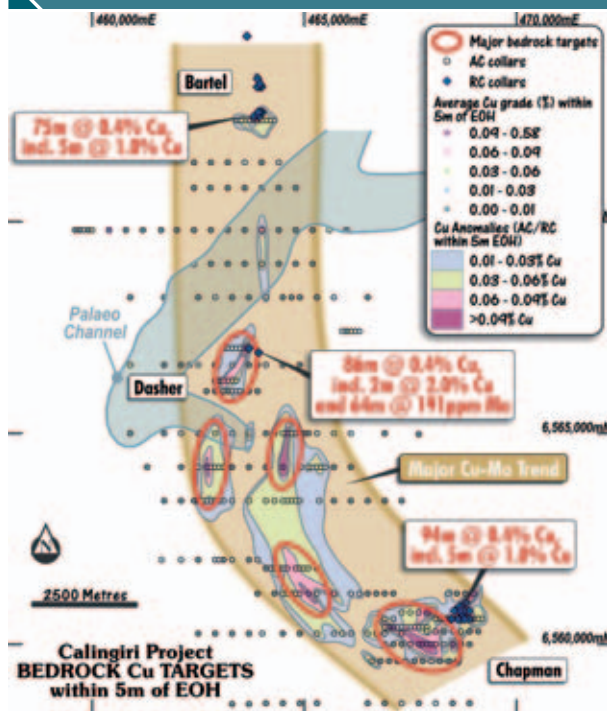 460,000mE
465,000mE
470,000mE
Major bedrock targets
AC collars
RC collars
Average Cu grade (%) within
5m of EOH
0.09 - 0.58
0.06 - 0.09
0.03 - 0.06
0.01 - 0.03
0.00 - 0.01
Cu Anomalies (AC/RC
within 5m EOH)
0.01 - 0.03% Cu
0.03 - 0.06% Cu
0.06 - 0.09% Cu
>0.09% Cu
Bartel
75m @ 0.4% Cu,
incl. 5m @ 1.0% Cu
Palaeo
Channel
Dasher
86m @ 0.4% Cu,
incl. 2m @ 2.0% Cu
and 64m @ 141ppm Mo
6,565,000mN
Major Cu-Mo Trend
94m @ 0.4% Cu,
incl. 5m @ 1.0% Cu
N
2500 Metres
Calingiri Project
BEDROCK Cu TARGETS
within 5m of EOH
6,560,000mN
Chapman